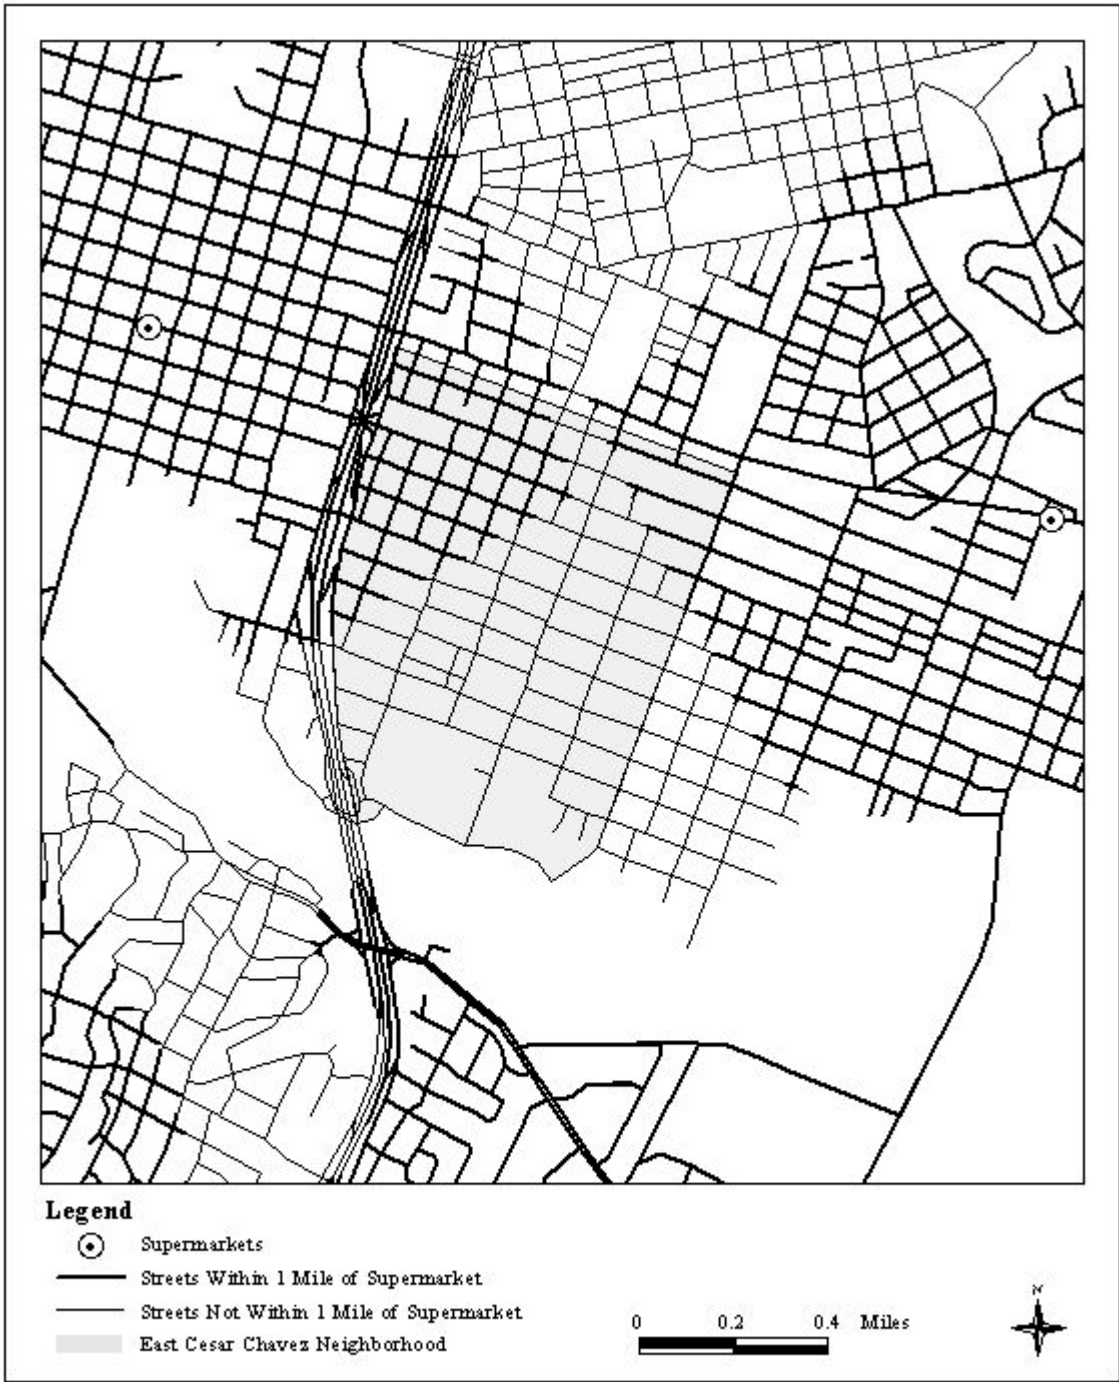 Legend
Supermarkets
Streets Within 1 Mile of Supermarket
Streets Not Within 1 Mile of Supermarket
East Cesar Chavez Neighborhood
0 0.2 0.4 Miles
N